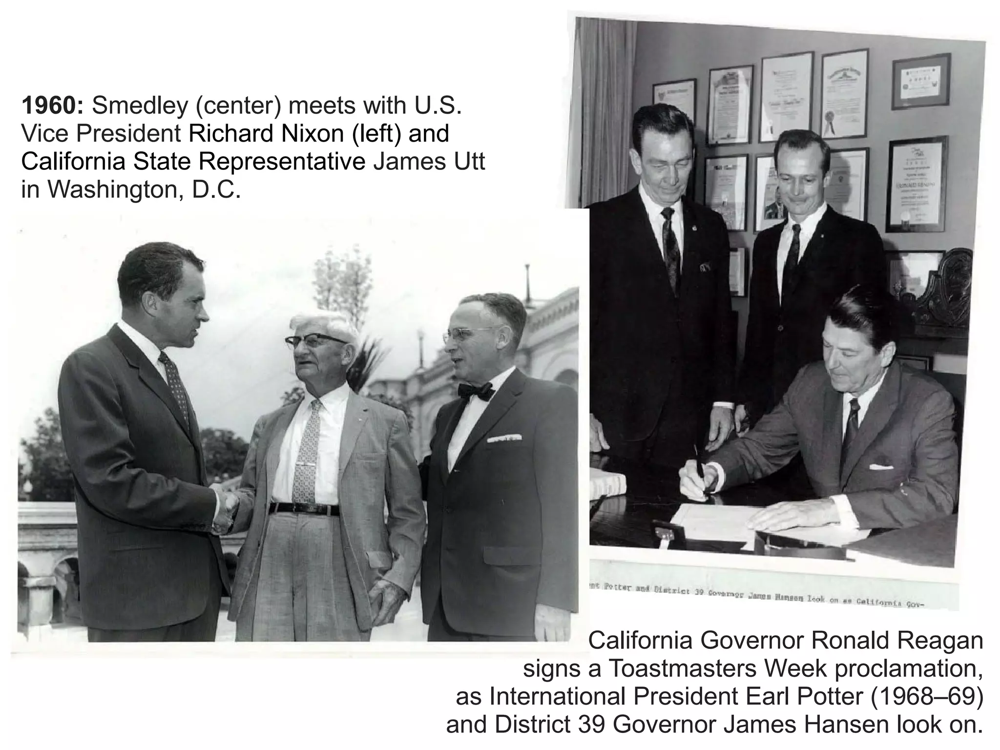 1960: Smedley (center) meets with U.S.
Vice President Richard Nixon (left) and
California State Representative James Utt
in Washington, D.C.
RONALD REAGAN
nt Potter and District 39 Governor James Hansen look on as California Gov-
California Governor Ronald Reagan
signs a Toastmasters Week proclamation,
as International President Earl Potter (1968–69)
and District 39 Governor James Hansen look on.